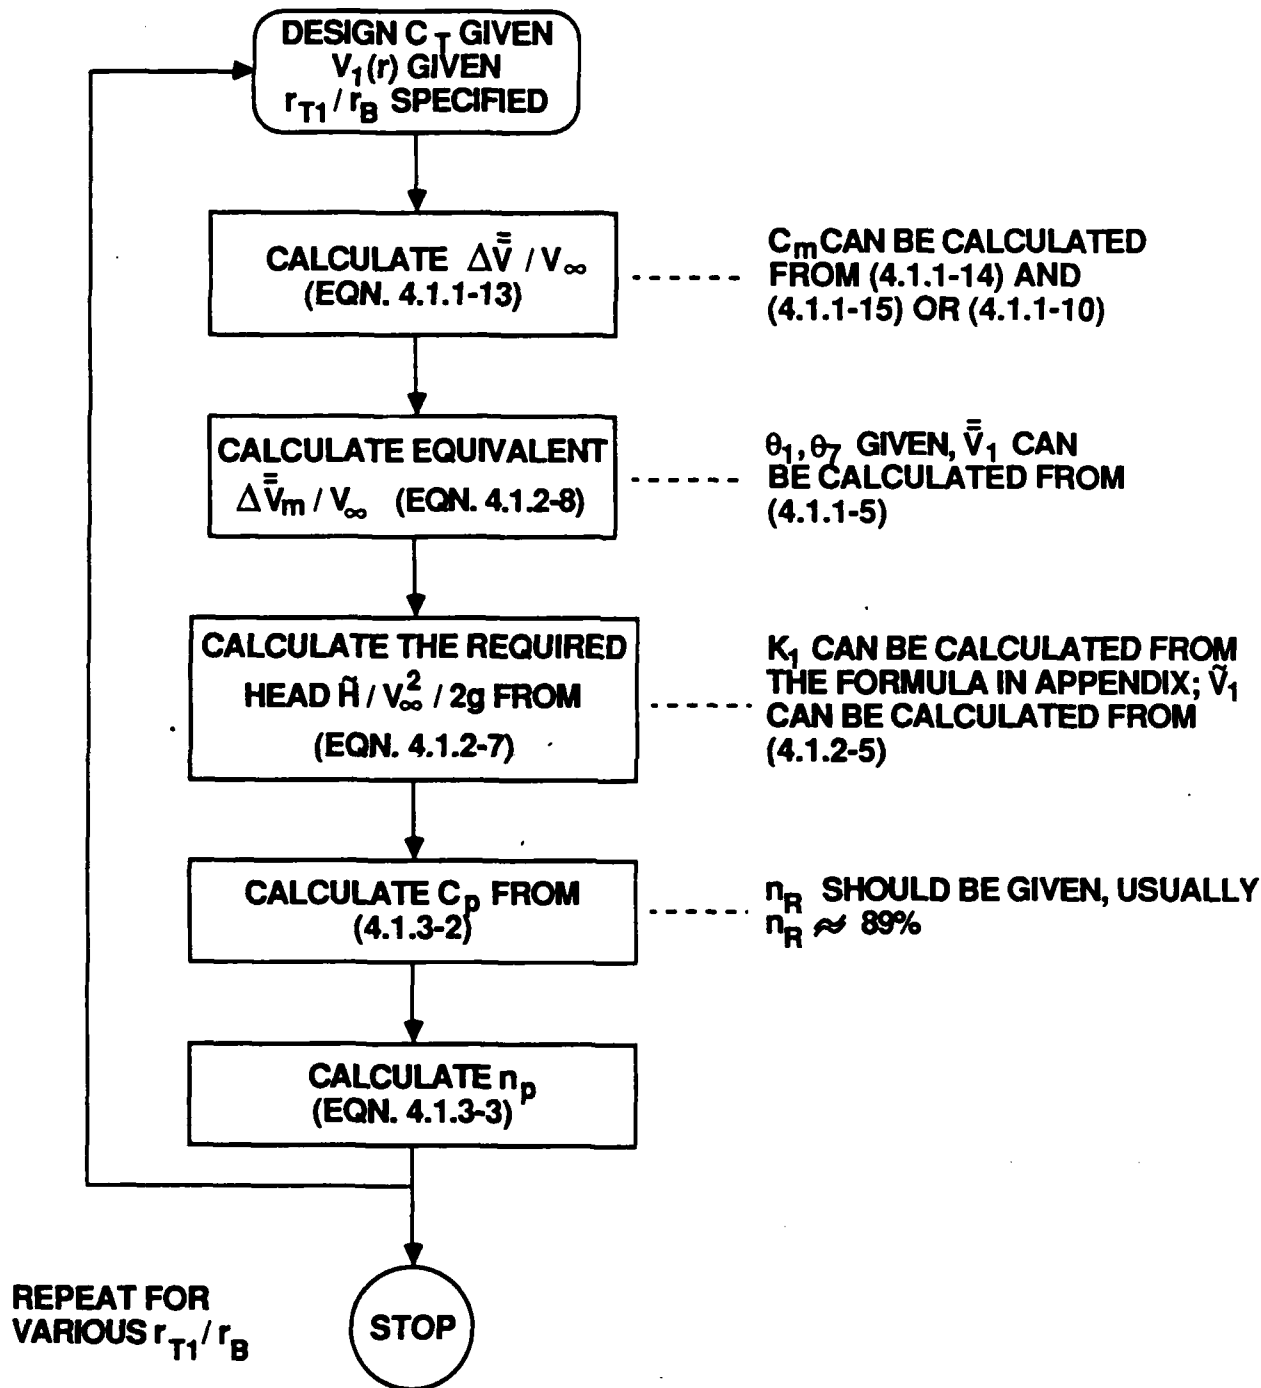 DESIGN C_T GIVEN
V_1(r) GIVEN
r_T1 / r_B SPECIFIED
CALCULATE ΔV̿ / V_∞
(EQN. 4.1.1-13)
C_m CAN BE CALCULATED
FROM (4.1.1-14) AND
(4.1.1-15) OR (4.1.1-10)
CALCULATE EQUIVALENT
ΔV̿_m / V_∞ (EQN. 4.1.2-8)
θ_1, θ_7 GIVEN, V̿_1 CAN
BE CALCULATED FROM
(4.1.1-5)
CALCULATE THE REQUIRED
HEAD H̃ / V_∞^2 / 2g FROM
(EQN. 4.1.2-7)
K_1 CAN BE CALCULATED FROM
THE FORMULA IN APPENDIX; Ṽ_1
CAN BE CALCULATED FROM
(4.1.2-5)
CALCULATE C_p FROM
(4.1.3-2)
n_R SHOULD BE GIVEN, USUALLY
n_R ≈ 89%
CALCULATE n_p
(EQN. 4.1.3-3)
REPEAT FOR
VARIOUS r_T1 / r_B
STOP